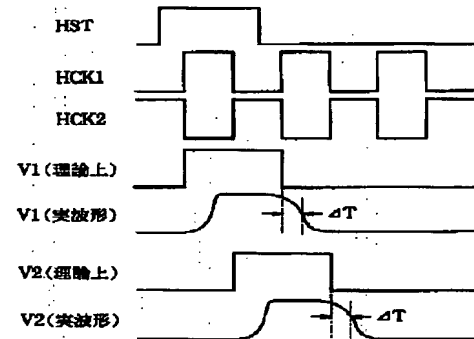 HST
HCK1
HCK2
V1(理論上)
V1(実波形)
⊿T
V2(理論上)
V2(実波形)
⊿T